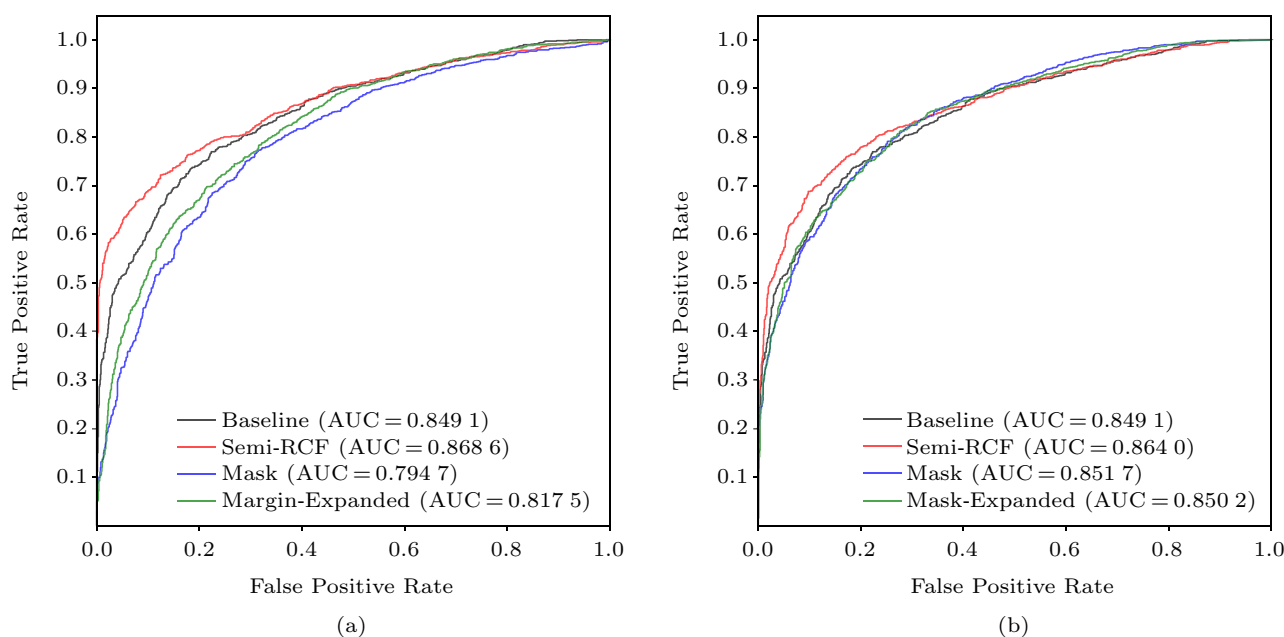 1.0
0.9
0.8
0.7
0.6
0.5
0.4
0.3
0.2
0.1
True Positive Rate
Baseline (AUC = 0.849 1)
Semi-RCF (AUC = 0.868 6)
Mask (AUC = 0.794 7)
Margin-Expanded (AUC = 0.817 5)
0.0 0.2 0.4 0.6 0.8 1.0
False Positive Rate
(a)
1.0
0.9
0.8
0.7
0.6
0.5
0.4
0.3
0.2
0.1
True Positive Rate
Baseline (AUC = 0.849 1)
Semi-RCF (AUC = 0.864 0)
Mask (AUC = 0.851 7)
Mask-Expanded (AUC = 0.850 2)
0.0 0.2 0.4 0.6 0.8 1.0
False Positive Rate
(b)